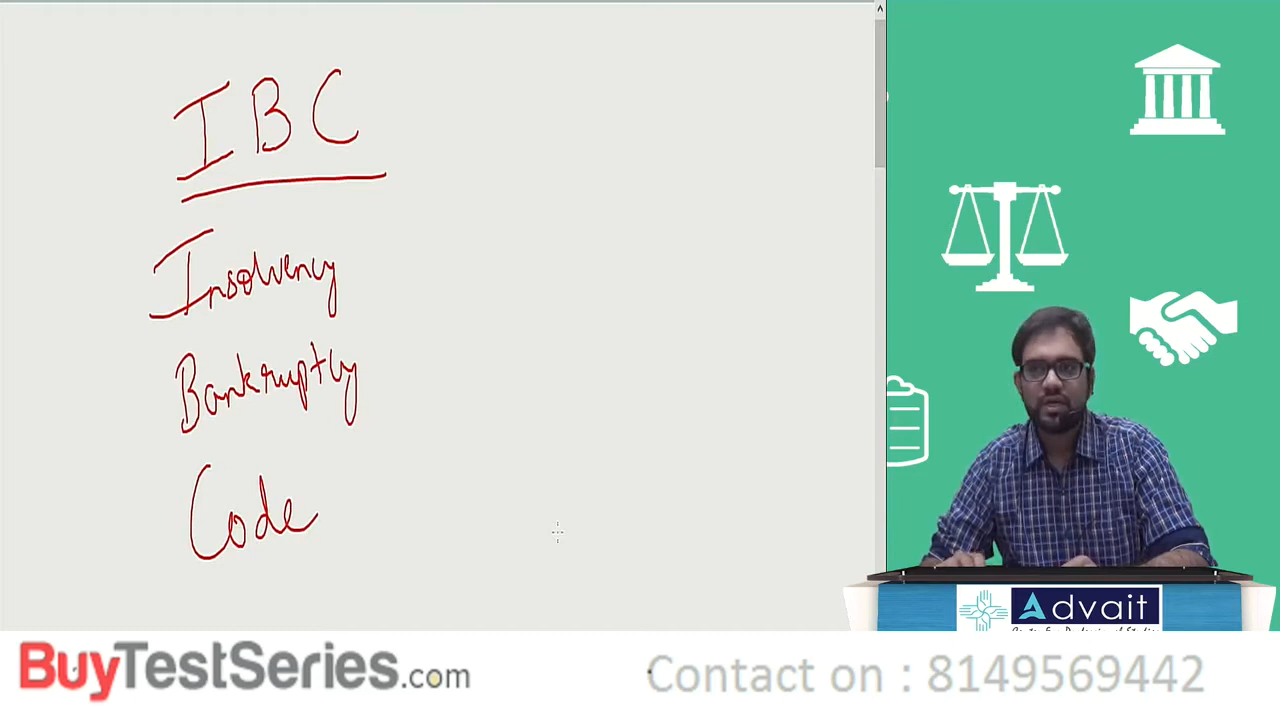 IBC
Insolvency
Bankruptcy
Code
Advait
BuyTestSeries.com
Contact on : 8149569442